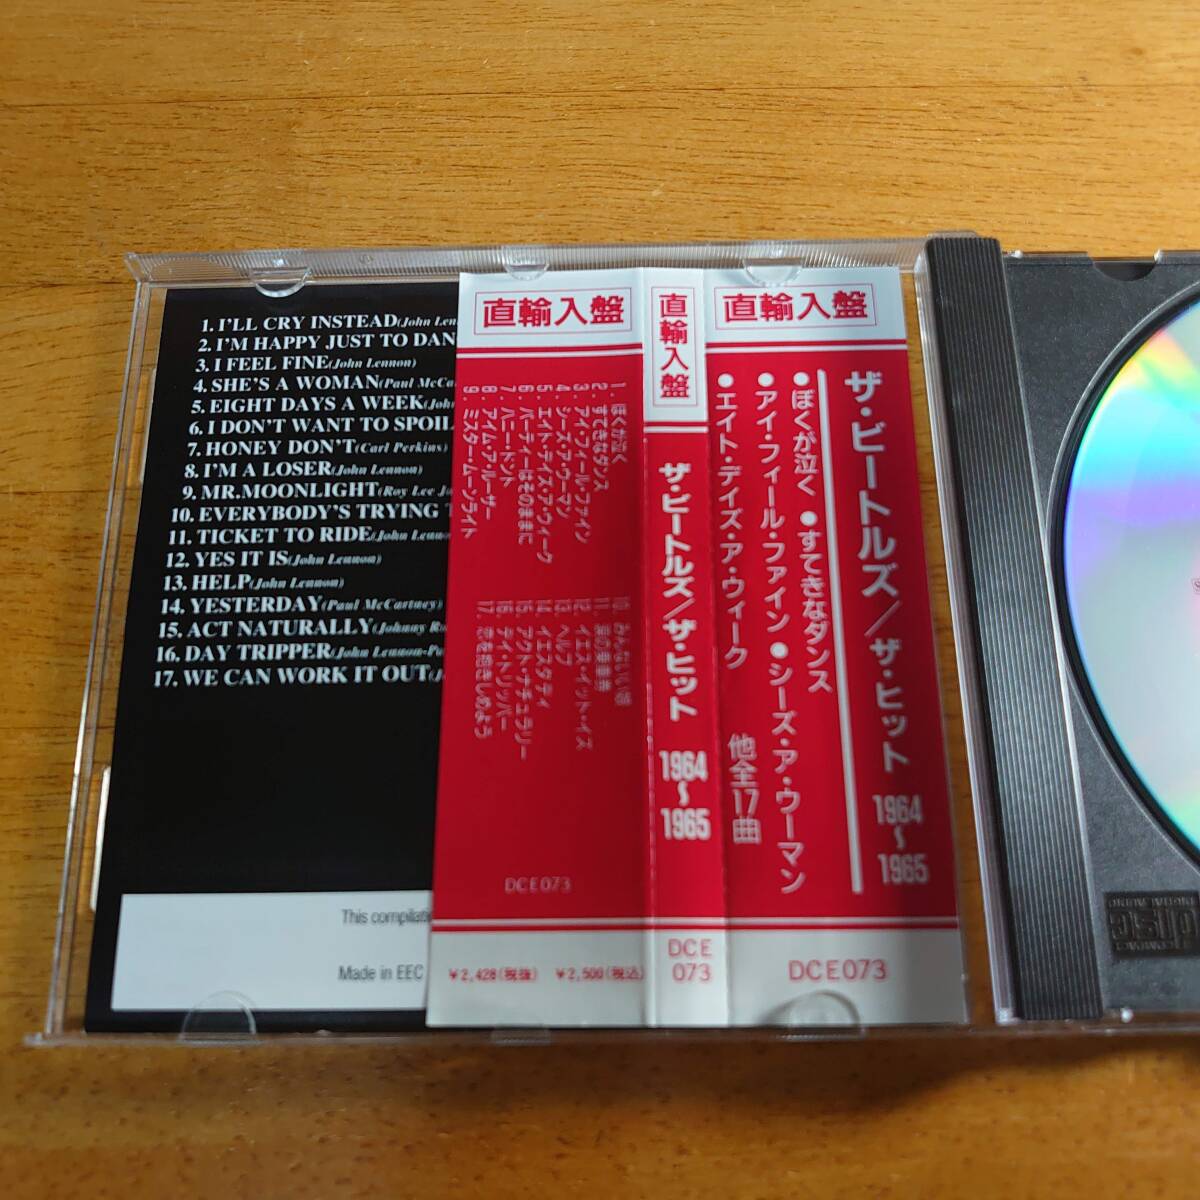 1. I'LL CRY INSTEAD(John Len
2. I'M HAPPY JUST TO DAN
3. I FEEL FINE(John Lennon)
4. SHE'S A WOMAN(Paul McCa
5. EIGHT DAYS A WEEK(Joh
6. I DON'T WANT TO SPOIL
7. HONEY DON'T(Carl Perkins)
8. I'M A LOSER(John Lennon)
9. MR.MOONLIGHT(Roy Lee Jo
10. EVERYBODY'S TRYING T
11. TICKET TO RIDE(John Lenno
12. YES IT IS(John Lennon)
13. HELP(John Lennon)
14. YESTERDAY(Paul McCartney)
15. ACT NATURALLY(Johnny Ro
16. DAY TRIPPER(John Lennon-Pa
17. WE CAN WORK IT OUT(J
This compilati
Made in EEC
直輸入盤
1. ぼくが泣く
2. すてきなダンス
3. アイ・フィール・ファイン
4. シーズ・ア・ウーマン
5. エイト・デイズ・ア・ウィーク
6. パーティーはそのままに
7. ハニー・ドント
8. アイム・ア・ルーザー
9. ミスター・ムーンライト
10. みんないい娘
11. 涙の乗車券
12. イエス・イット・イズ
13. ヘルプ
14. イエスタデイ
15. アクト・ナチュラリー
16. デイ・トリッパー
17. 恋を抱きしめよう
DCE073
¥2,428(税抜) ¥2,500(税込)
直輸入盤
ザ・ビートルズ/ザ・ヒット 1964〜1965
DCE
073
直輸入盤
ザ・ビートルズ/ザ・ヒット 1964〜1965
●ぼくが泣く ●すてきなダンス
●アイ・フィール・ファイン ●シーズ・ア・ウーマン
●エイト・デイズ・ア・ウィーク 他全17曲
DCE073
COMPACT
disc
DIGITAL AUDIO